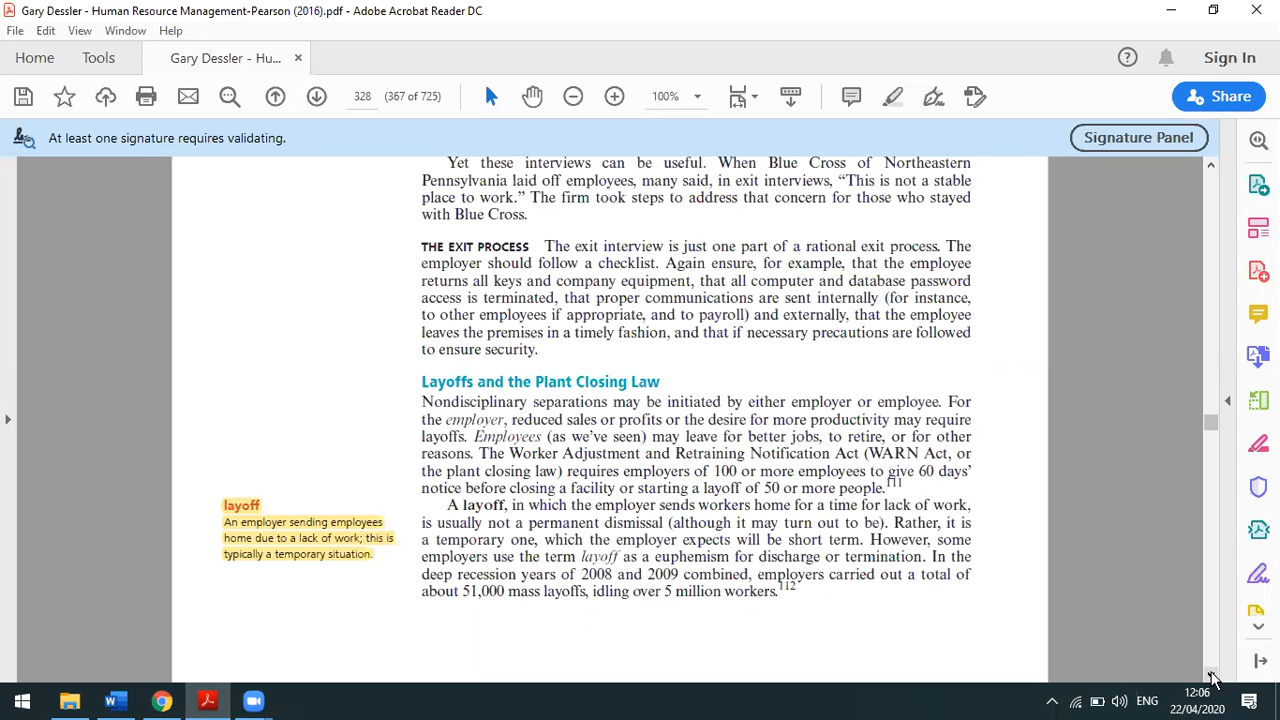 Gary Dessler - Human Resource Management-Pearson (2016).pdf - Adobe Acrobat Reader DC
File Edit View Window Help
Home Tools Gary Dessler - Hu... × Sign In
328 (367 of 725) 100% Share
At least one signature requires validating. Signature Panel
Yet these interviews can be useful. When Blue Cross of Northeastern
Pennsylvania laid off employees, many said, in exit interviews, “This is not a stable
place to work.” The firm took steps to address that concern for those who stayed
with Blue Cross.
THE EXIT PROCESS The exit interview is just one part of a rational exit process. The
employer should follow a checklist. Again ensure, for example, that the employee
returns all keys and company equipment, that all computer and database password
access is terminated, that proper communications are sent internally (for instance,
to other employees if appropriate, and to payroll) and externally, that the employee
leaves the premises in a timely fashion, and that if necessary precautions are followed
to ensure security.
Layoffs and the Plant Closing Law
Nondisciplinary separations may be initiated by either employer or employee. For
the employer, reduced sales or profits or the desire for more productivity may require
layoffs. Employees (as we’ve seen) may leave for better jobs, to retire, or for other
reasons. The Worker Adjustment and Retraining Notification Act (WARN Act, or
the plant closing law) requires employers of 100 or more employees to give 60 days’
notice before closing a facility or starting a layoff of 50 or more people.111
A layoff, in which the employer sends workers home for a time for lack of work,
is usually not a permanent dismissal (although it may turn out to be). Rather, it is
a temporary one, which the employer expects will be short term. However, some
employers use the term layoff as a euphemism for discharge or termination. In the
deep recession years of 2008 and 2009 combined, employers carried out a total of
about 51,000 mass layoffs, idling over 5 million workers.112
layoff
An employer sending employees
home due to a lack of work; this is
typically a temporary situation.
ENG
12:06
22/04/2020